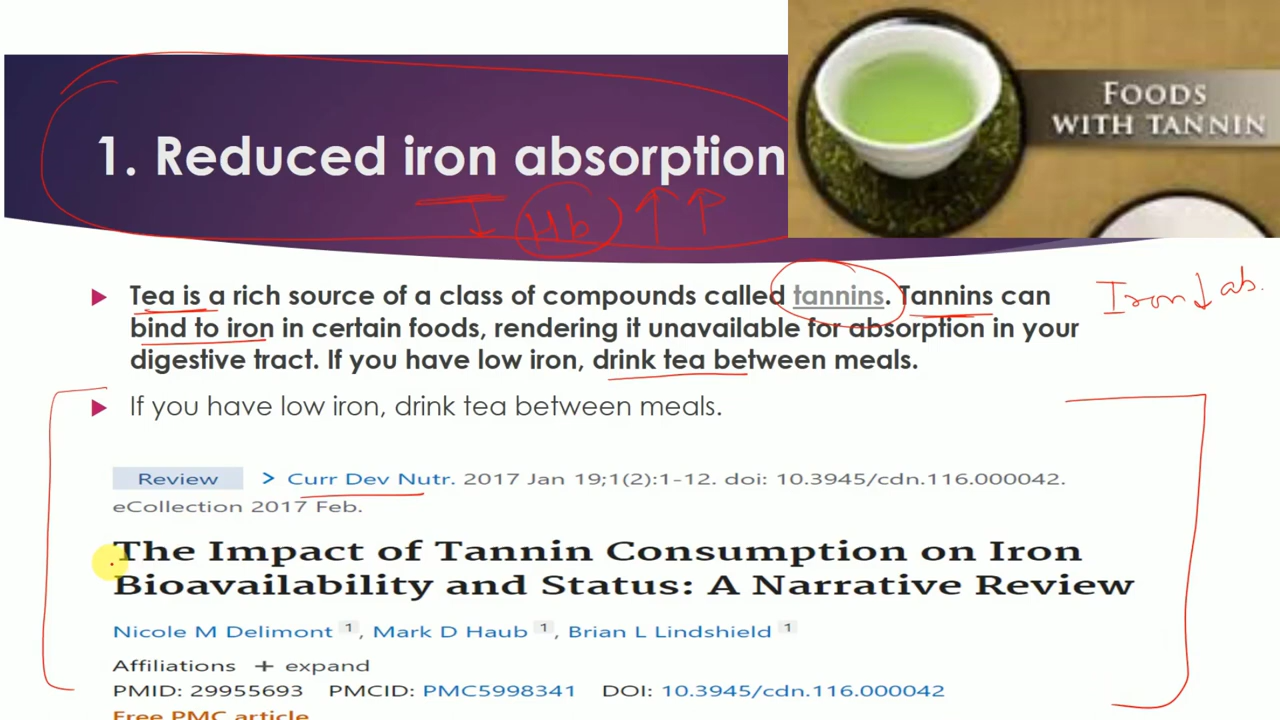 FOODS
WITH TANNIN
1. Reduced iron absorption
Hb
Tea is a rich source of a class of compounds called tannins. Tannins can
bind to iron in certain foods, rendering it unavailable for absorption in your
digestive tract. If you have low iron, drink tea between meals.
Iron ↓ ab.
If you have low iron, drink tea between meals.
Review > Curr Dev Nutr. 2017 Jan 19;1(2):1-12. doi: 10.3945/cdn.116.000042.
eCollection 2017 Feb.
The Impact of Tannin Consumption on Iron
Bioavailability and Status: A Narrative Review
Nicole M Delimont 1, Mark D Haub 1, Brian L Lindshield 1
Affiliations + expand
PMID: 29955693 PMCID: PMC5998341 DOI: 10.3945/cdn.116.000042
Free PMC article